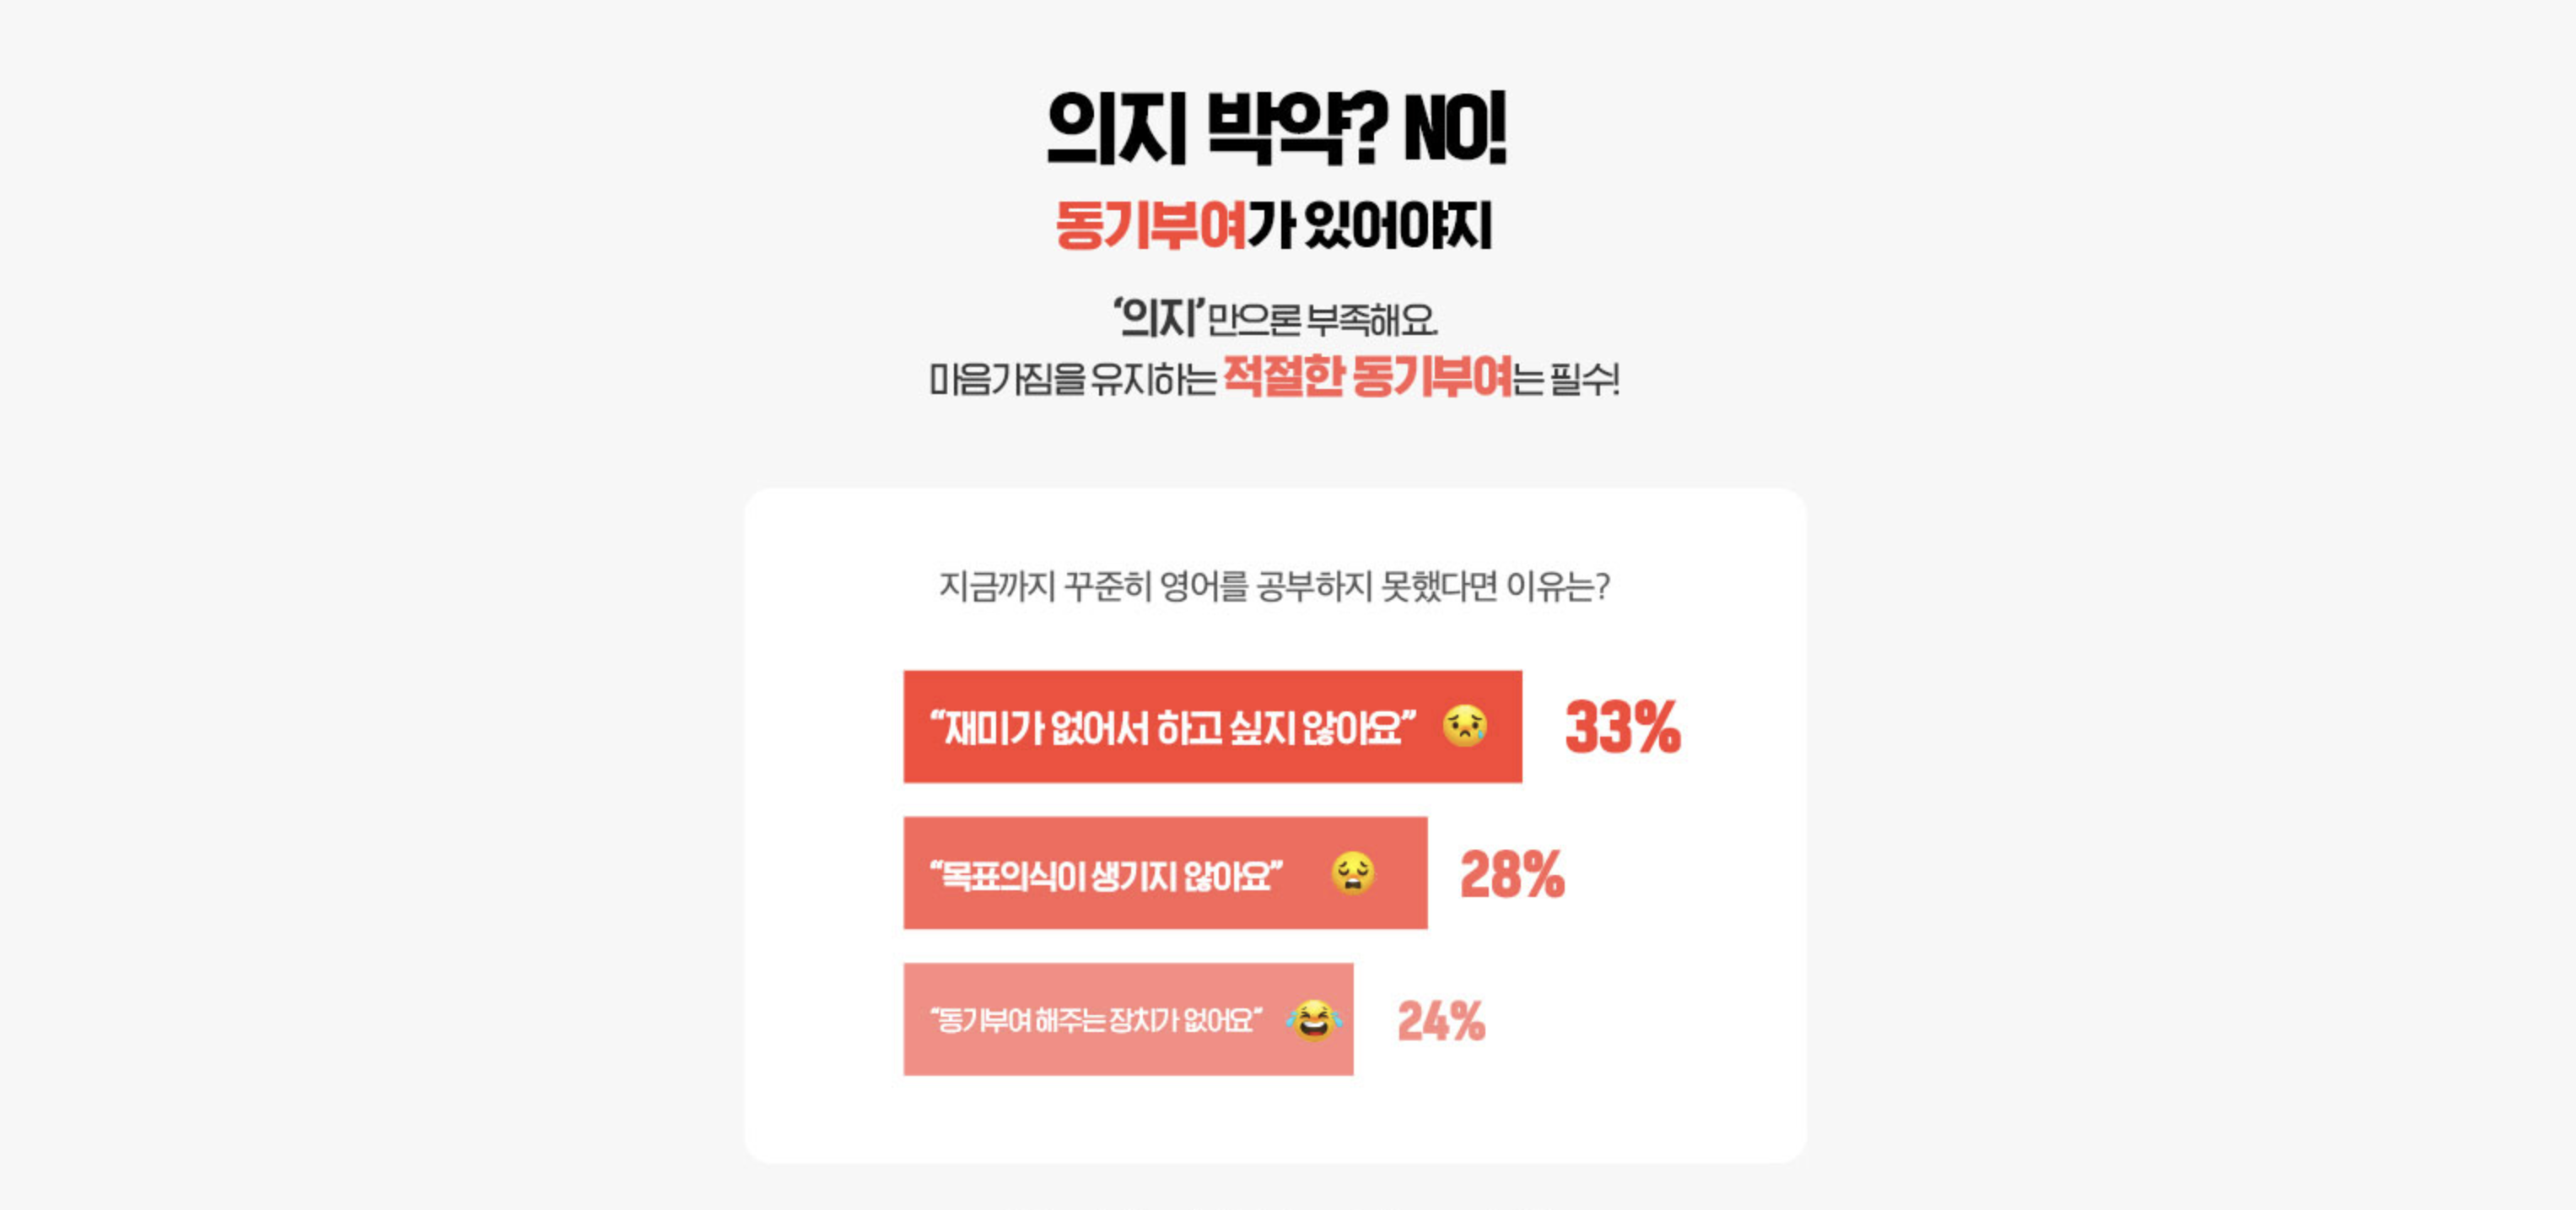 의지 박약? NO!
동기부여가 있어야지
‘의지’만으론 부족해요.
마음가짐을 유지하는 적절한 동기부여는 필수!
지금까지 꾸준히 영어를 공부하지 못했다면 이유는?
“재미가 없어서 하고 싶지 않아요” 33%
“목표의식이 생기지 않아요” 28%
“동기부여 해주는 장치가 없어요” 24%